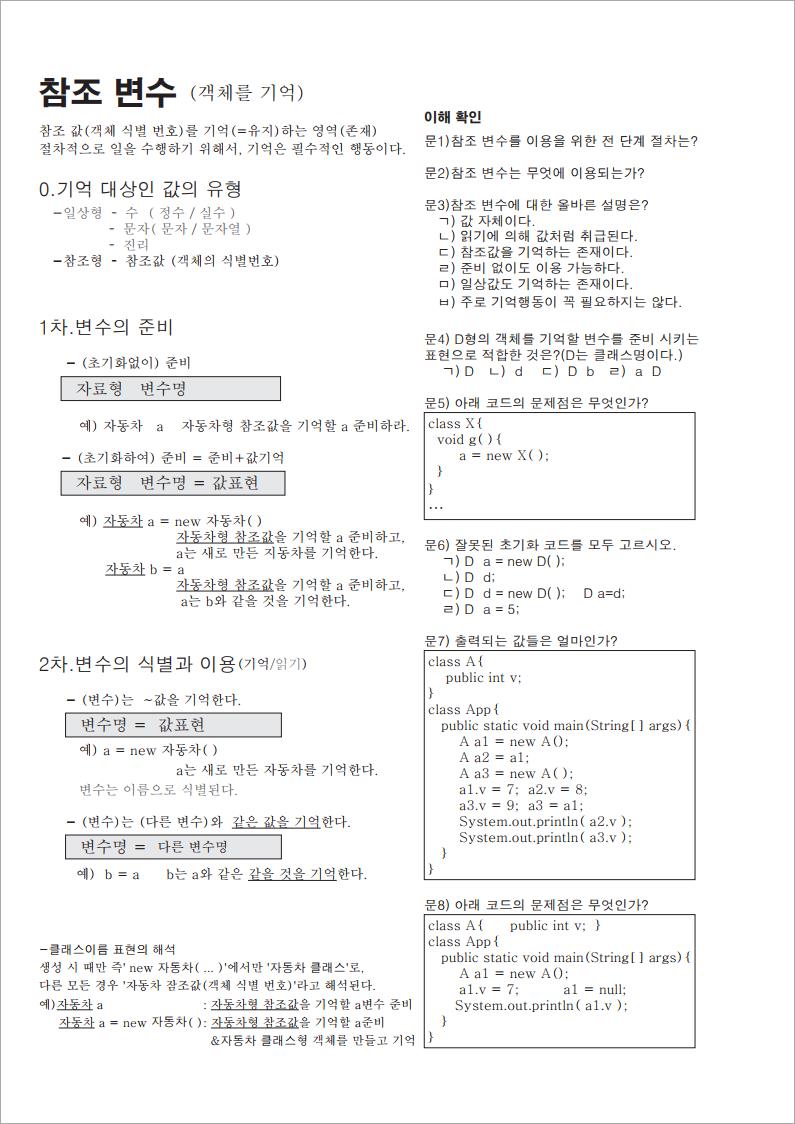 참조 변수 (객체를 기억)
참조 값(객체 식별 번호)를 기억(=유지)하는 영역(존재)
절차적으로 일을 수행하기 위해서, 기억은 필수적인 행동이다.
0.기억 대상인 값의 유형
-일상형 - 수 ( 정수 / 실수 )
- 문자( 문자 / 문자열 )
- 진리
-참조형 - 참조값 (객체의 식별번호)
1차.변수의 준비
- (초기화없이) 준비
자료형 변수명
예) 자동차 a 자동차형 참조값을 기억할 a 준비하라.
- (초기화하여) 준비 = 준비+값기억
자료형 변수명 = 값표현
예) 자동차 a = new 자동차( )
자동차형 참조값을 기억할 a 준비하고,
a는 새로 만든 지동차를 기억한다.
자동차 b = a
자동차형 참조값을 기억할 a 준비하고,
a는 b와 같을 것을 기억한다.
2차.변수의 식별과 이용(기억/읽기)
- (변수)는 ~값을 기억한다.
변수명 = 값표현
예) a = new 자동차( )
a는 새로 만든 자동차를 기억한다.
변수는 이름으로 식별된다.
- (변수)는 (다른 변수)와 같은 값을 기억한다.
변수명 = 다른 변수명
예) b = a b는 a와 같은 같을 것을 기억한다.
-클래스이름 표현의 해석
생성 시 때만 즉' new 자동차( ... )'에서만 '자동차 클래스'로,
다른 모든 경우 '자동차 잠조값(객체 식별 번호)'라고 해석된다.
예)자동차 a : 자동차형 참조값을 기억할 a변수 준비
자동차 a = new 자동차( ): 자동차형 참조값을 기억할 a준비
&자동차 클래스형 객체를 만들고 기억
이해 확인
문1)참조 변수를 이용을 위한 전 단계 절차는?
문2)참조 변수는 무엇에 이용되는가?
문3)참조 변수에 대한 올바른 설명은?
ㄱ) 값 자체이다.
ㄴ) 읽기에 의해 값처럼 취급된다.
ㄷ) 참조값을 기억하는 존재이다.
ㄹ) 준비 없이도 이용 가능하다.
ㅁ) 일상값도 기억하는 존재이다.
ㅂ) 주로 기억행동이 꼭 필요하지는 않다.
문4) D형의 객체를 기억할 변수를 준비 시키는
표현으로 적합한 것은?(D는 클래스명이다.)
ㄱ) D ㄴ) d ㄷ) D b ㄹ) a D
문5) 아래 코드의 문제점은 무엇인가?
class X{
void g( ){
a = new X( );
}
}
...
문6) 잘못된 초기화 코드를 모두 고르시오.
ㄱ) D a = new D( );
ㄴ) D d;
ㄷ) D d = new D( ); D a=d;
ㄹ) D a = 5;
문7) 출력되는 값들은 얼마인가?
class A{
public int v;
}
class App{
public static void main(String[ ] args){
A a1 = new A();
A a2 = a1;
A a3 = new A( );
a1.v = 7; a2.v = 8;
a3.v = 9; a3 = a1;
System.out.println( a2.v );
System.out.println( a3.v );
}
}
문8) 아래 코드의 문제점은 무엇인가?
class A{ public int v; }
class App{
public static void main(String[ ] args){
A a1 = new A();
a1.v = 7; a1 = null;
System.out.println( a1.v );
}
}